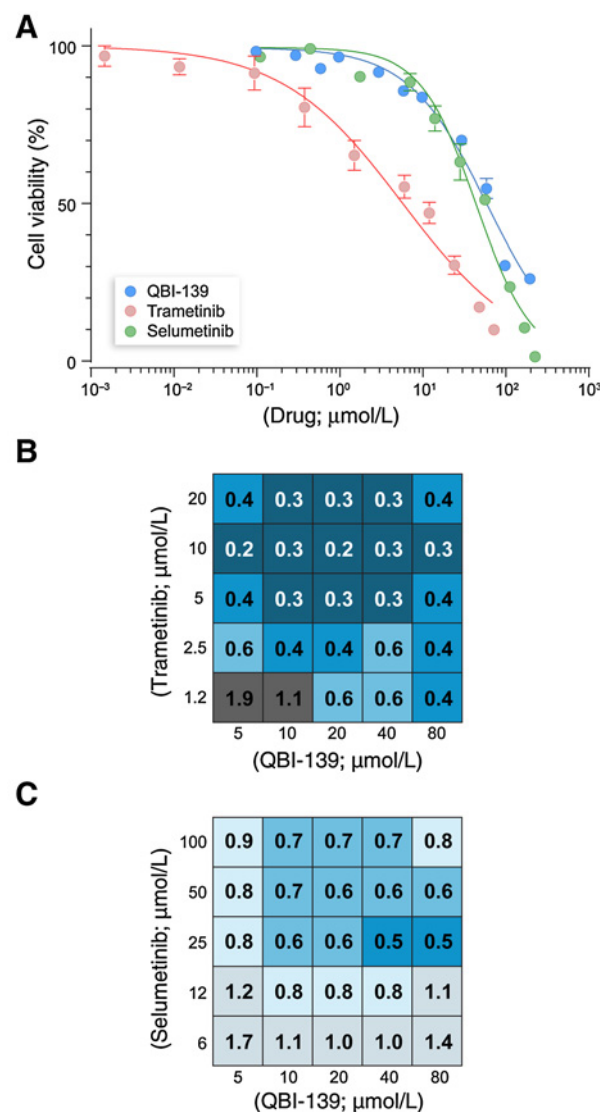 A
100
50
0
Cell viability (%)
QBI-139
Trametinib
Selumetinib
10⁻³ 10⁻² 10⁻¹ 10⁰ 10¹ 10² 10³
(Drug; μmol/L)
B
(Trametinib; μmol/L)
20 0.4 0.3 0.3 0.3 0.4
10 0.2 0.3 0.2 0.3 0.3
5 0.4 0.3 0.3 0.3 0.4
2.5 0.6 0.4 0.4 0.6 0.4
1.2 1.9 1.1 0.6 0.6 0.4
5 10 20 40 80
(QBI-139; μmol/L)
C
(Selumetinib; μmol/L)
100 0.9 0.7 0.7 0.7 0.8
50 0.8 0.7 0.6 0.6 0.6
25 0.8 0.6 0.6 0.5 0.5
12 1.2 0.8 0.8 0.8 1.1
6 1.7 1.1 1.0 1.0 1.4
5 10 20 40 80
(QBI-139; μmol/L)